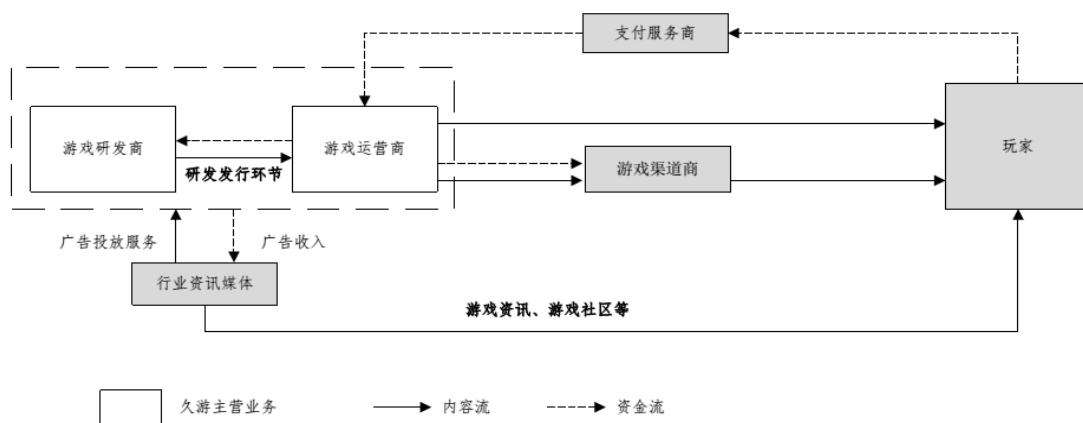 支付服务商
游戏研发商
游戏运营商
玩家
研发发行环节
游戏渠道商
广告投放服务
广告收入
行业资讯媒体
游戏资讯、游戏社区等
久游主营业务
内容流
资金流